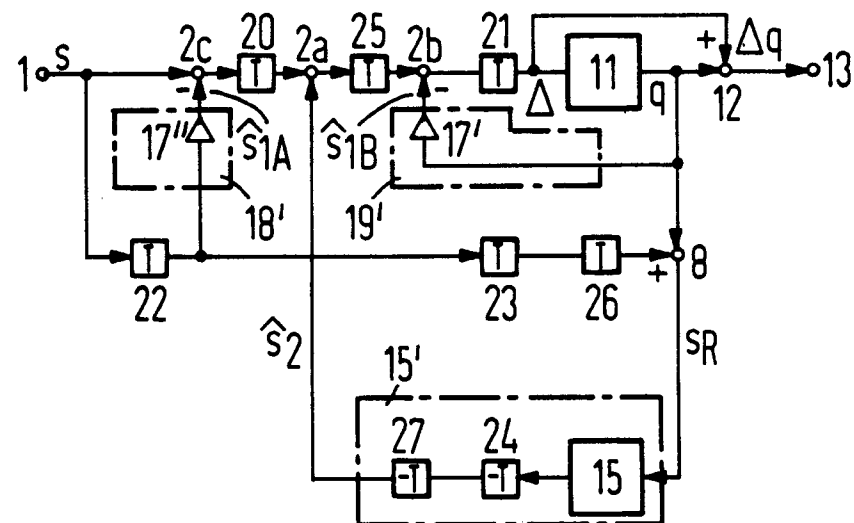 1 s 2c 20 2a 25 2b 21 Δ 11 q + Δq 12 13
T T T
17" - ŝ1A 18' ŝ1B - 17' 19'
T 22 T 23 T 26 + 8
ŝ2 sR
15' 27 -T 24 -T 15